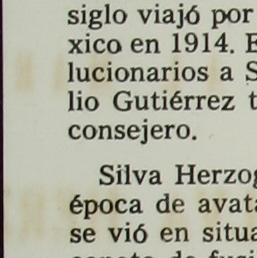 siglo viajó por
xico en 1914. E
lucionarios a S
lio Gutiérrez t
consejero.
Silva Herzog
época de avata
se vió en situa